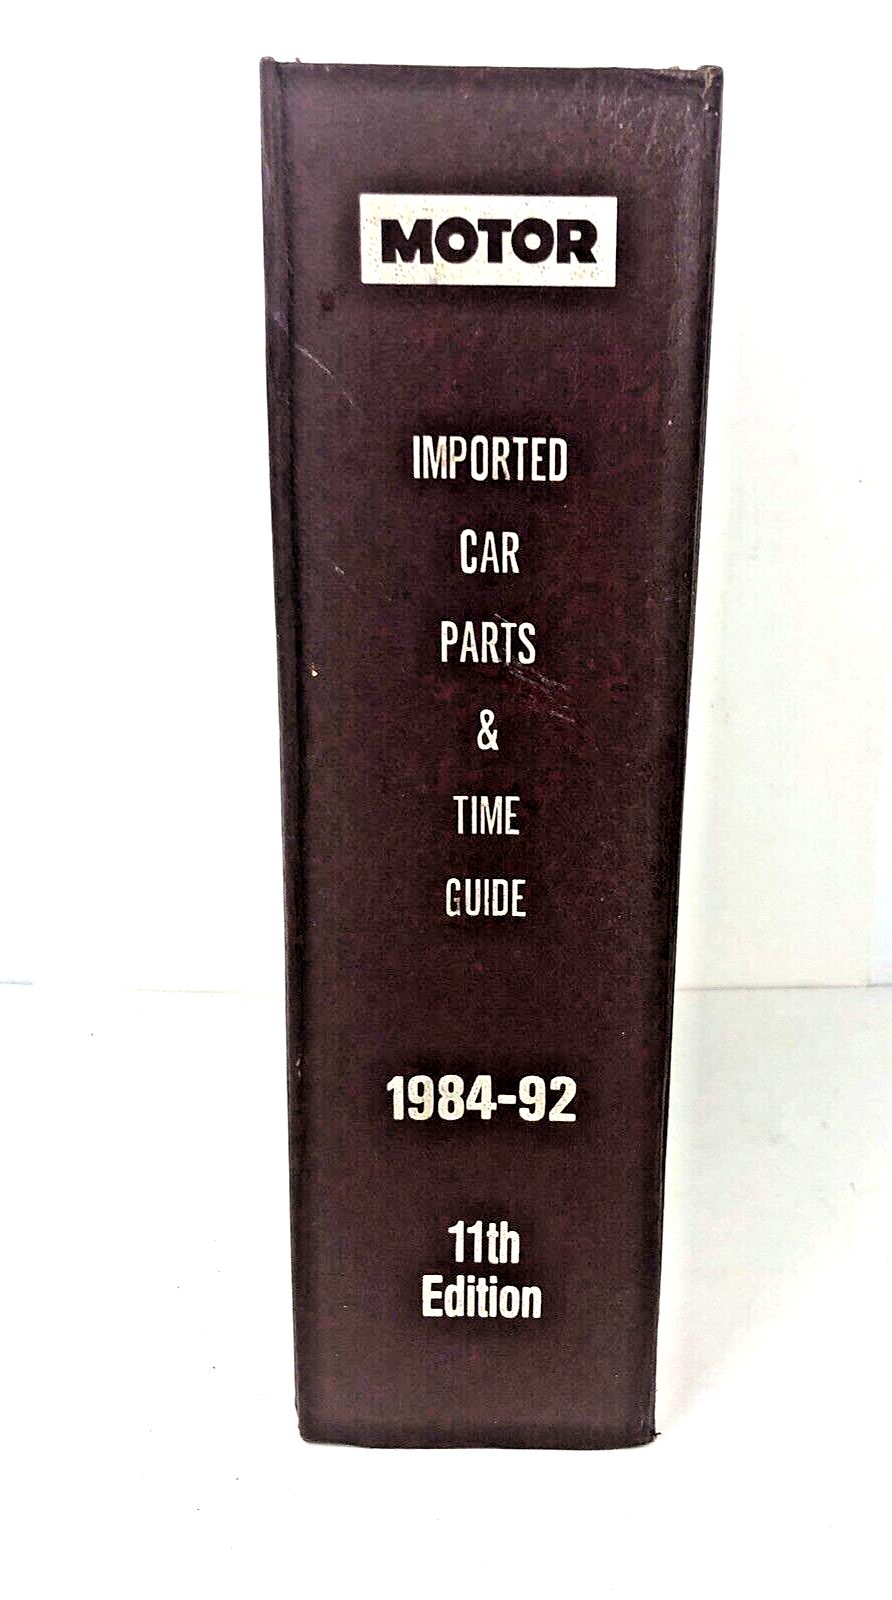 MOTOR
IMPORTED
CAR
PARTS
&
TIME
GUIDE
1984-92
11th
Edition